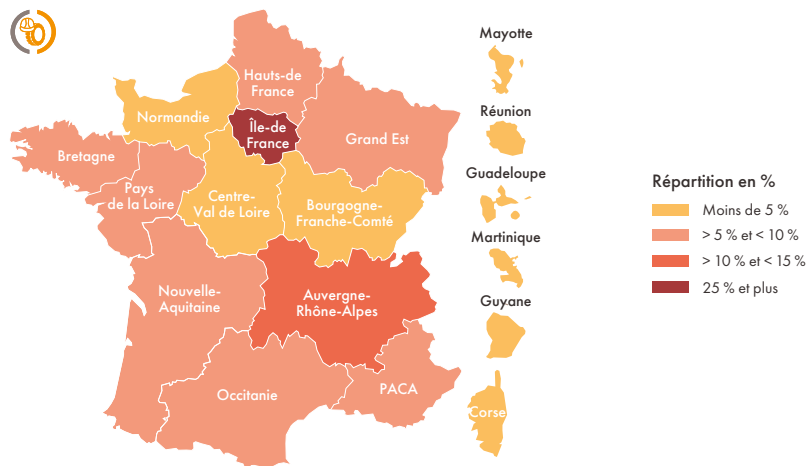 Hauts-de
France
Normandie
Île-de
France
Grand Est
Bretagne
Pays
de la Loire
Centre-
Val de Loire
Bourgogne-
Franche-Comté
Nouvelle-
Aquitaine
Auvergne-
Rhône-Alpes
Occitanie
PACA
Mayotte
Réunion
Guadeloupe
Martinique
Guyane
Corse
Répartition en %
Moins de 5 %
> 5 % et < 10 %
> 10 % et < 15 %
25 % et plus